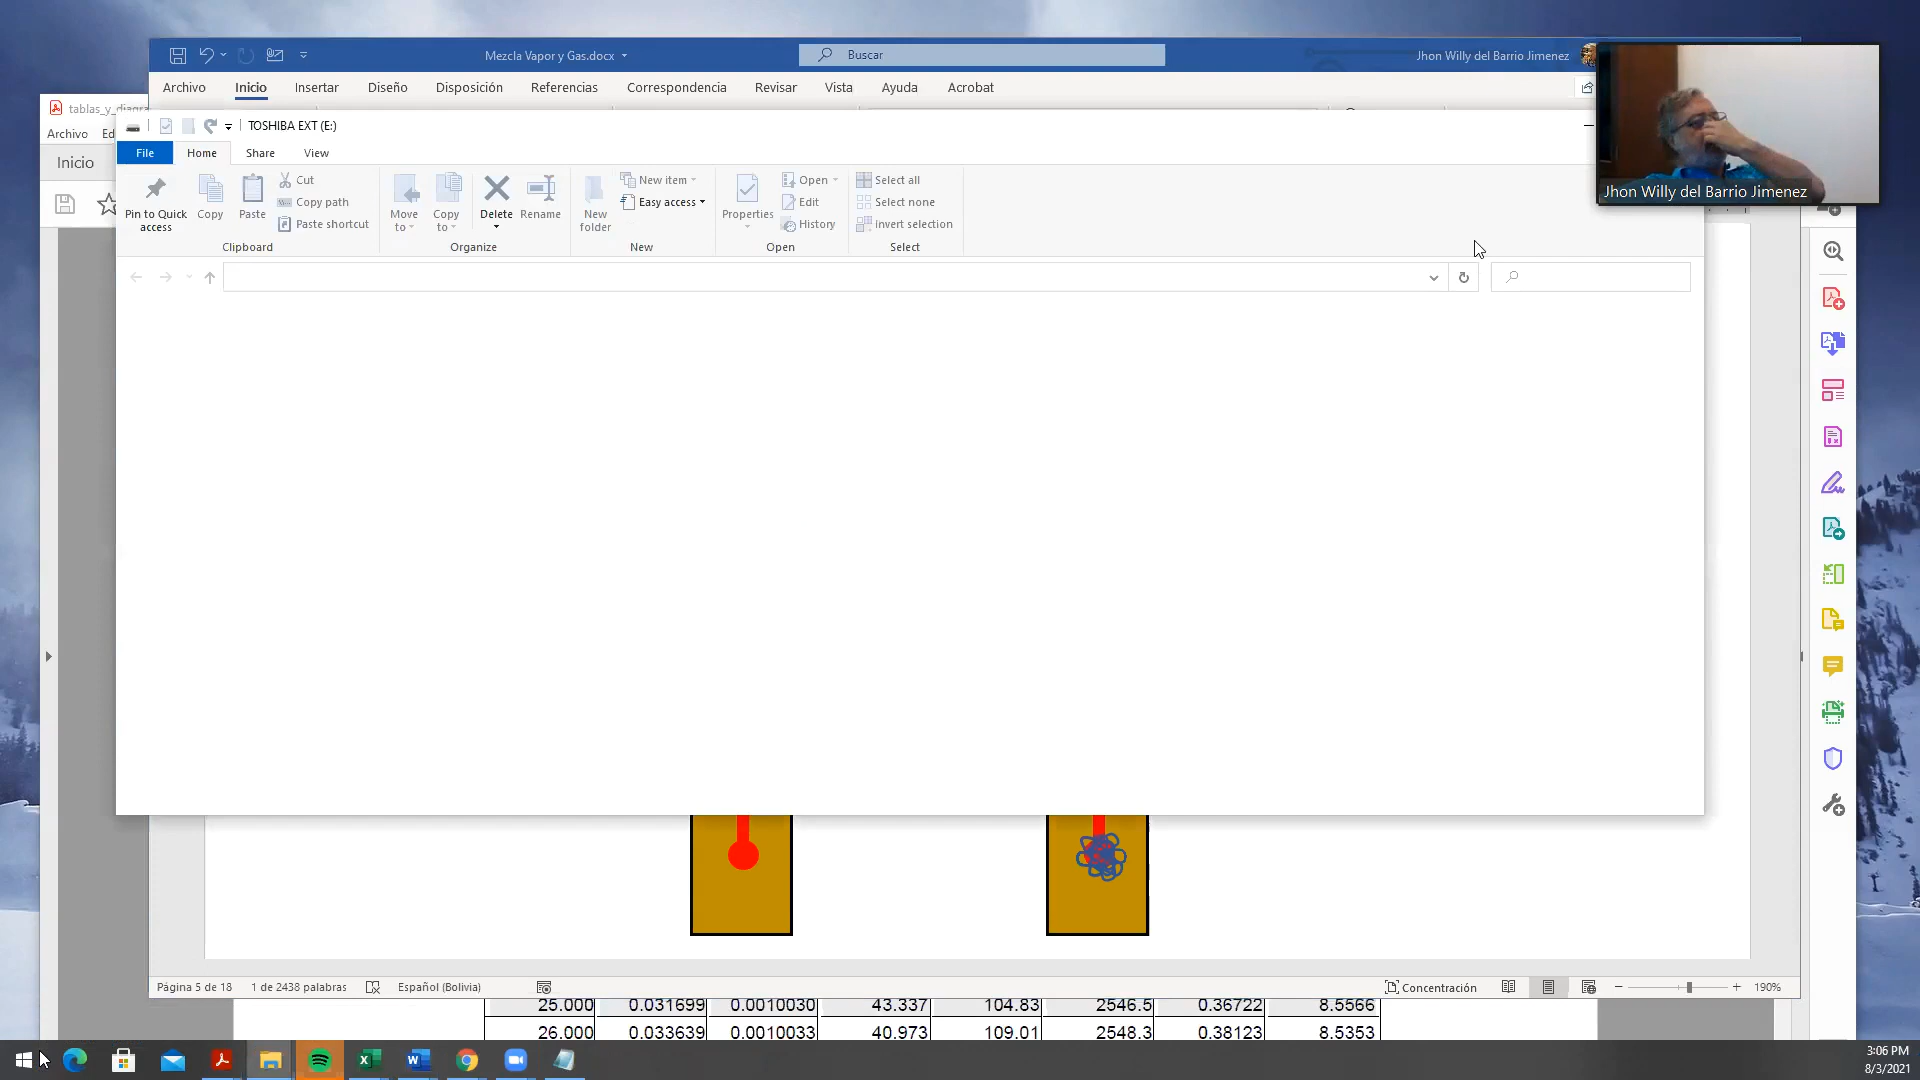 Mezcla Vapor y Gas.docx
Buscar
Jhon Willy del Barrio Jimenez
Archivo Inicio Insertar Diseño Disposición Referencias Correspondencia Revisar Vista Ayuda Acrobat
tablas_y_diagra
Archivo Ed
Inicio
TOSHIBA EXT (E:)
File Home Share View
Pin to Quick access
Copy
Paste
Cut
Copy path
Paste shortcut
Clipboard
Move to
Copy to
Delete
Rename
Organize
New folder
New item
Easy access
New
Properties
Open
Edit
History
Open
Select all
Select none
Invert selection
Select
Jhon Willy del Barrio Jimenez
Página 5 de 18 1 de 2438 palabras Español (Bolivia) Concentración 190%
25.000 0.031699 0.0010030 43.337 104.83 2546.5 0.36722 8.5566
26.000 0.033639 0.0010033 40.973 109.01 2548.3 0.38123 8.5353
3:06 PM
8/3/2021